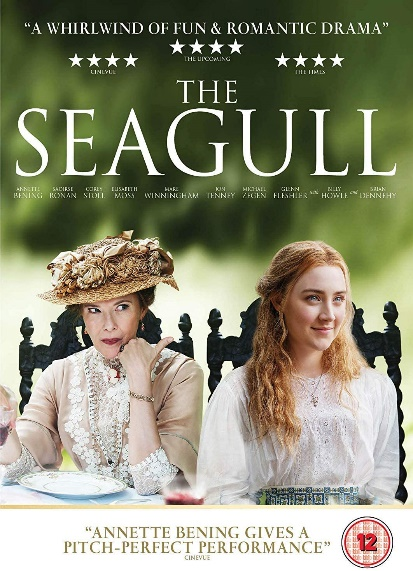 "A WHIRLWIND OF FUN & ROMANTIC DRAMA"
★★★★ ★★★★ ★★★★
CINEVUE THE UPCOMING THE TIMES
THE
SEAGULL
ANNETTE BENING SAOIRSE RONAN COREY STOLL ELISABETH MOSS MARE WINNINGHAM JON TENNEY MICHAEL ZEGEN GLENN FLESHLER with BILLY HOWLE and BRIAN DENNEHY
"ANNETTE BENING GIVES A
PITCH-PERFECT PERFORMANCE"
CINEVUE
12